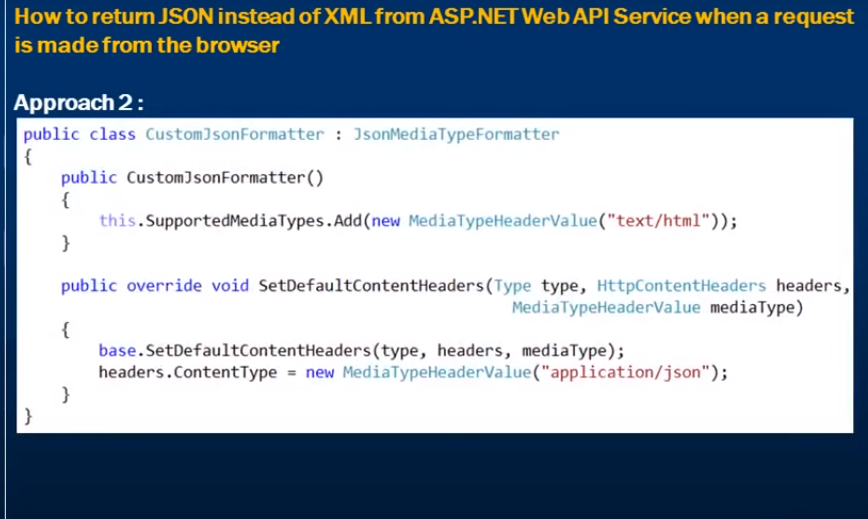 How to return JSON instead of XML from ASP.NET Web API Service when a request
is made from the browser
Approach 2 :
public class CustomJsonFormatter : JsonMediaTypeFormatter
{
    public CustomJsonFormatter()
    {
        this.SupportedMediaTypes.Add(new MediaTypeHeaderValue("text/html"));
    }
    public override void SetDefaultContentHeaders(Type type, HttpContentHeaders headers,
                                                  MediaTypeHeaderValue mediaType)
    {
        base.SetDefaultContentHeaders(type, headers, mediaType);
        headers.ContentType = new MediaTypeHeaderValue("application/json");
    }
}